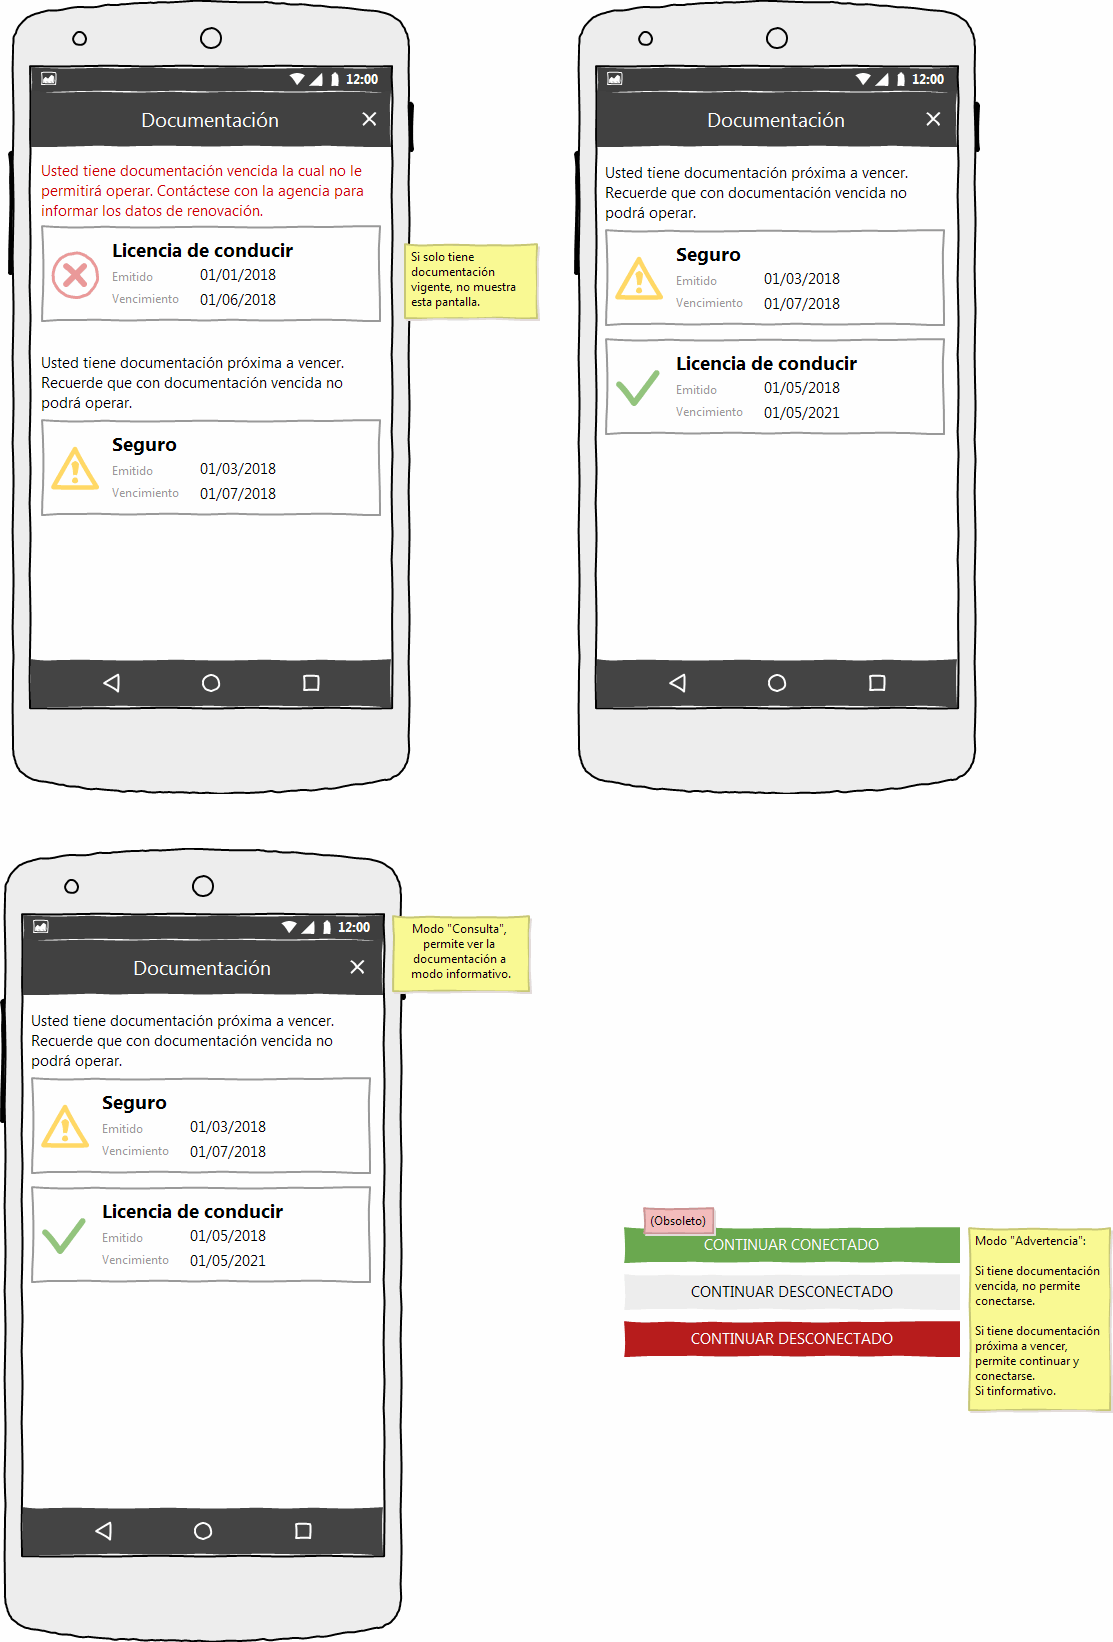 12:00
Documentación
Usted tiene documentación vencida la cual no le
permitirá operar. Contáctese con la agencia para
informar los datos de renovación.
Licencia de conducir
Emitido 01/01/2018
Vencimiento 01/06/2018
Usted tiene documentación próxima a vencer.
Recuerde que con documentación vencida no
podrá operar.
Seguro
Emitido 01/03/2018
Vencimiento 01/07/2018
Si solo tiene
documentación
vigente, no muestra
esta pantalla.
12:00
Documentación
Usted tiene documentación próxima a vencer.
Recuerde que con documentación vencida no
podrá operar.
Seguro
Emitido 01/03/2018
Vencimiento 01/07/2018
Licencia de conducir
Emitido 01/05/2018
Vencimiento 01/05/2021
12:00
Documentación
Usted tiene documentación próxima a vencer.
Recuerde que con documentación vencida no
podrá operar.
Seguro
Emitido 01/03/2018
Vencimiento 01/07/2018
Licencia de conducir
Emitido 01/05/2018
Vencimiento 01/05/2021
Modo "Consulta",
permite ver la
documentación a
modo informativo.
(Obsoleto)
CONTINUAR CONECTADO
CONTINUAR DESCONECTADO
CONTINUAR DESCONECTADO
Modo "Advertencia":
Si tiene documentación
vencida, no permite
conectarse.
Si tiene documentación
próxima a vencer,
permite continuar y
conectarse.
Si tinformativo.